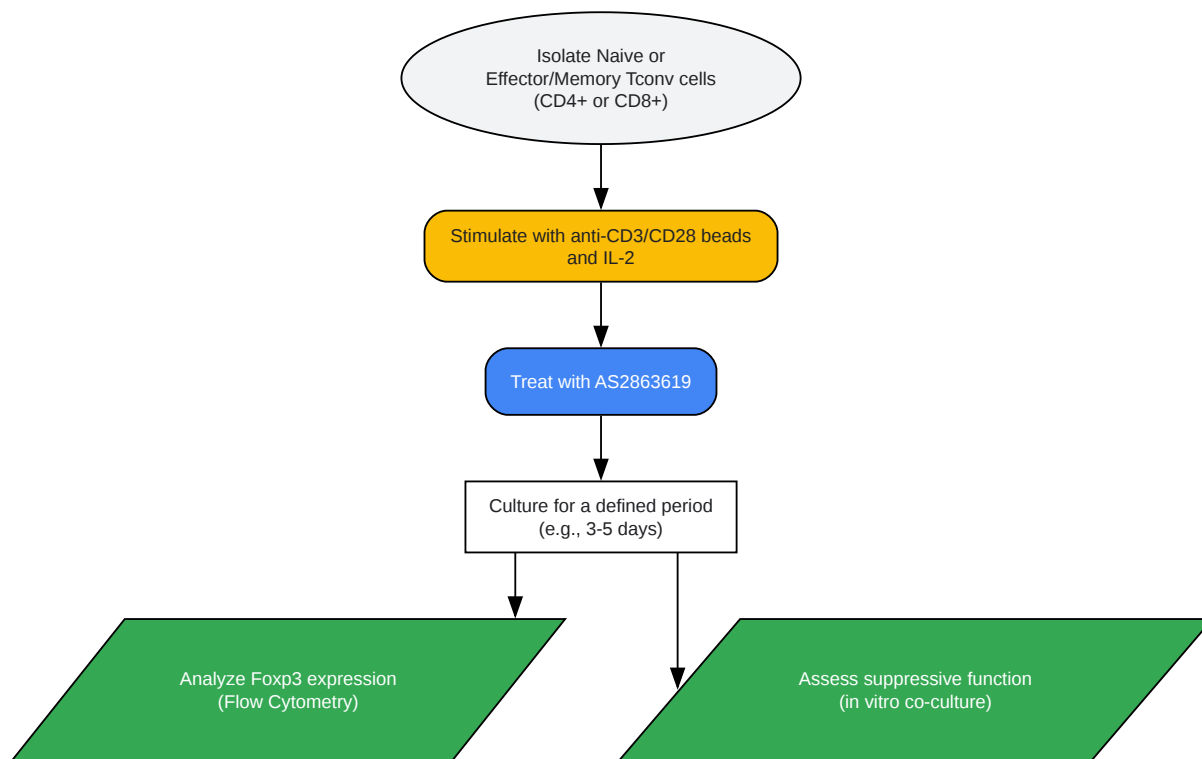 Isolate Naive or
Effector/Memory Tconv cells
(CD4+ or CD8+)
Stimulate with anti-CD3/CD28 beads
and IL-2
Treat with AS2863619
Culture for a defined period
(e.g., 3-5 days)
Analyze Foxp3 expression
(Flow Cytometry)
Assess suppressive function
(in vitro co-culture)